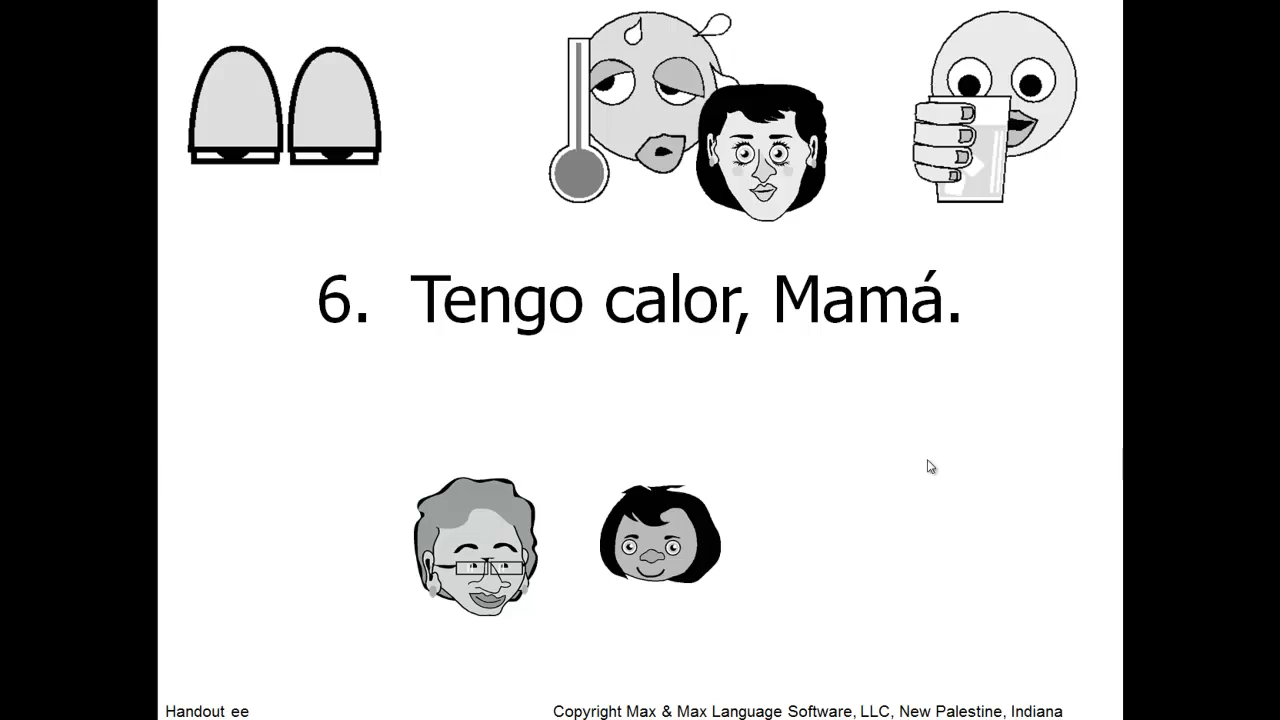 6. Tengo calor, Mamá.
Handout ee
Copyright Max & Max Language Software, LLC, New Palestine, Indiana